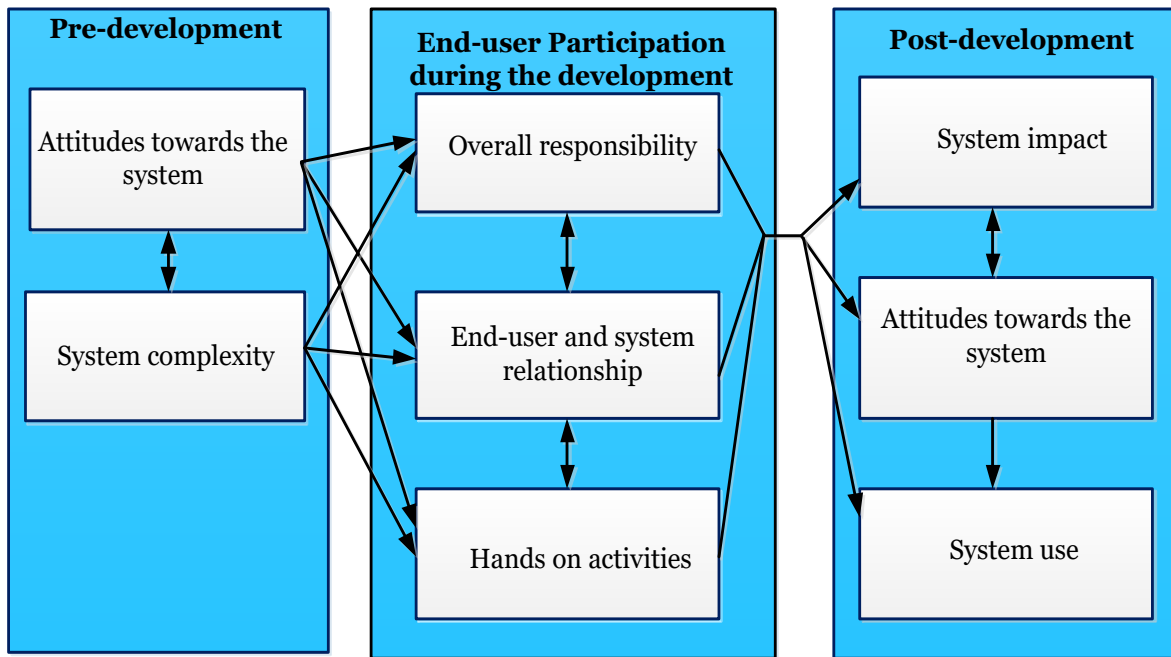 Pre-development
Attitudes towards the
system
System complexity
End-user Participation
during the development
Overall responsibility
End-user and system
relationship
Hands on activities
Post-development
System impact
Attitudes towards the
system
System use